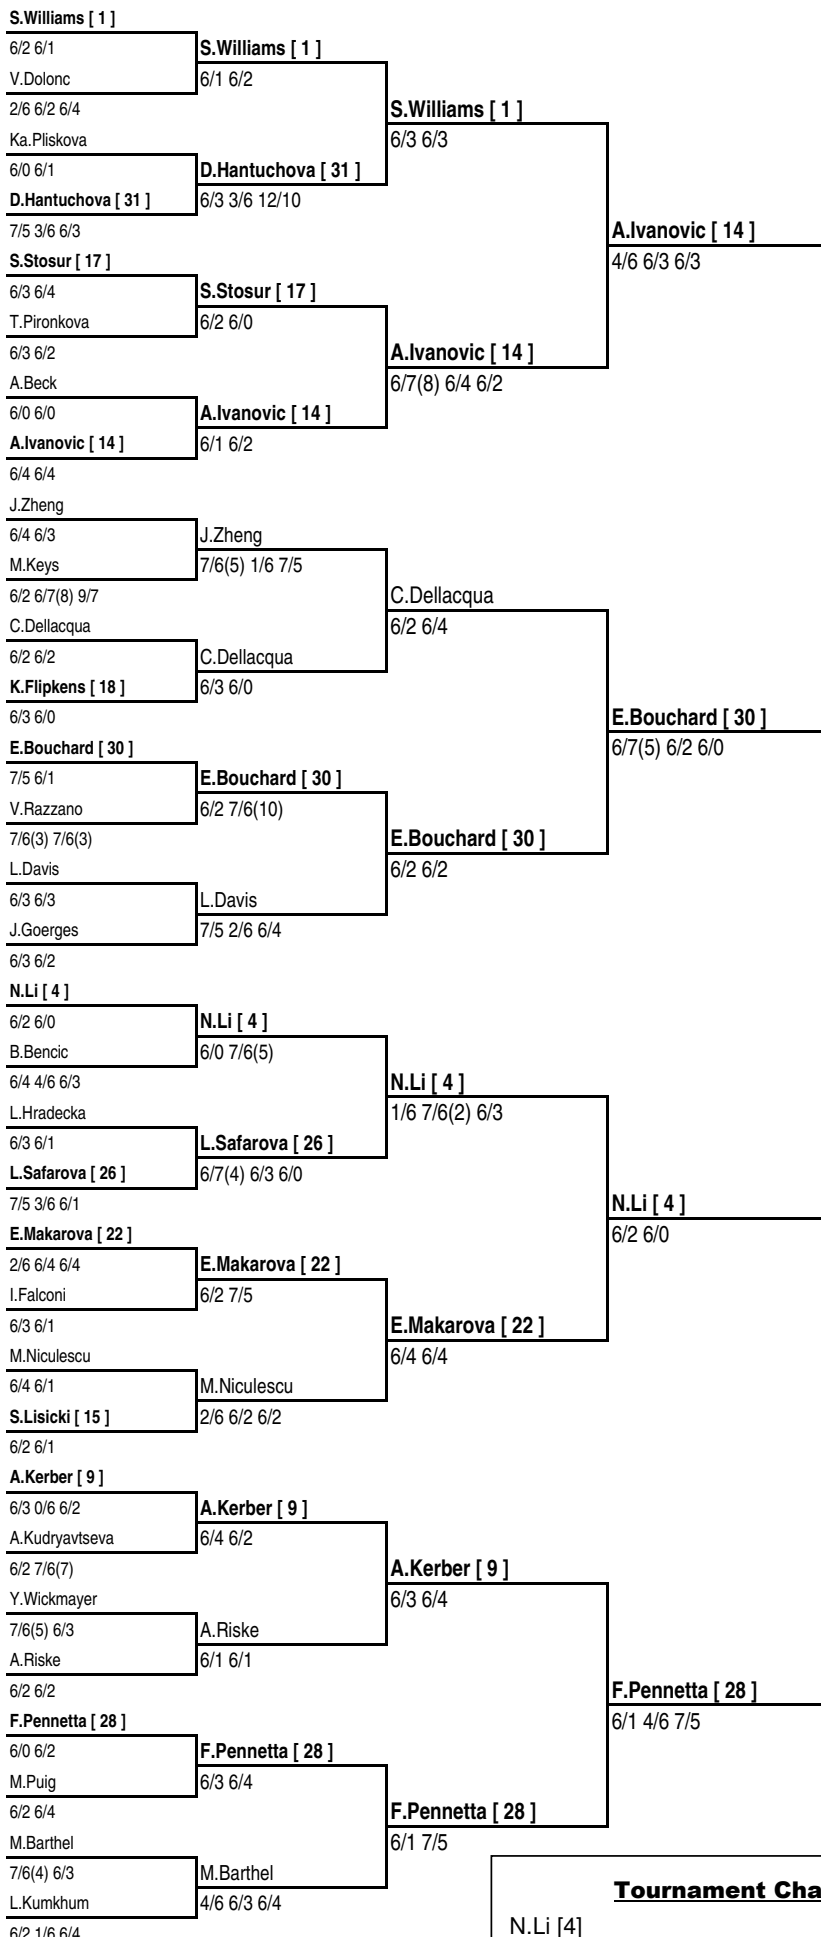 S.Williams [ 1 ]
6/2 6/1
V.Dolonc
2/6 6/2 6/4
Ka.Pliskova
6/0 6/1
D.Hantuchova [ 31 ]
7/5 3/6 6/3
S.Stosur [ 17 ]
6/3 6/4
T.Pironkova
6/3 6/2
A.Beck
6/0 6/0
A.Ivanovic [ 14 ]
6/4 6/4
J.Zheng
6/4 6/3
M.Keys
6/2 6/7(8) 9/7
C.Dellacqua
6/2 6/2
K.Flipkens [ 18 ]
6/3 6/0
E.Bouchard [ 30 ]
7/5 6/1
V.Razzano
7/6(3) 7/6(3)
L.Davis
6/3 6/3
J.Goerges
6/3 6/2
N.Li [ 4 ]
6/2 6/0
B.Bencic
6/4 4/6 6/3
L.Hradecka
6/3 6/1
L.Safarova [ 26 ]
7/5 3/6 6/1
E.Makarova [ 22 ]
2/6 6/4 6/4
I.Falconi
6/3 6/1
M.Niculescu
6/4 6/1
S.Lisicki [ 15 ]
6/2 6/1
A.Kerber [ 9 ]
6/3 0/6 6/2
A.Kudryavtseva
6/2 7/6(7)
Y.Wickmayer
7/6(5) 6/3
A.Riske
6/2 6/2
F.Pennetta [ 28 ]
6/0 6/2
M.Puig
6/2 6/4
M.Barthel
7/6(4) 6/3
L.Kumkhum
6/2 1/6 6/4
S.Williams [ 1 ]
6/1 6/2
D.Hantuchova [ 31 ]
6/3 3/6 12/10
S.Stosur [ 17 ]
6/2 6/0
A.Ivanovic [ 14 ]
6/1 6/2
J.Zheng
7/6(5) 1/6 7/5
C.Dellacqua
6/3 6/0
E.Bouchard [ 30 ]
6/2 7/6(10)
L.Davis
7/5 2/6 6/4
N.Li [ 4 ]
6/0 7/6(5)
L.Safarova [ 26 ]
6/7(4) 6/3 6/0
E.Makarova [ 22 ]
6/2 7/5
M.Niculescu
2/6 6/2 6/2
A.Kerber [ 9 ]
6/4 6/2
A.Riske
6/1 6/1
F.Pennetta [ 28 ]
6/3 6/4
M.Barthel
4/6 6/3 6/4
S.Williams [ 1 ]
6/3 6/3
A.Ivanovic [ 14 ]
6/7(8) 6/4 6/2
C.Dellacqua
6/2 6/4
E.Bouchard [ 30 ]
6/2 6/2
N.Li [ 4 ]
1/6 7/6(2) 6/3
E.Makarova [ 22 ]
6/4 6/4
A.Kerber [ 9 ]
6/3 6/4
F.Pennetta [ 28 ]
6/1 7/5
A.Ivanovic [ 14 ]
4/6 6/3 6/3
E.Bouchard [ 30 ]
6/7(5) 6/2 6/0
N.Li [ 4 ]
6/2 6/0
F.Pennetta [ 28 ]
6/1 4/6 7/5
Tournament Cha
N.Li [4]